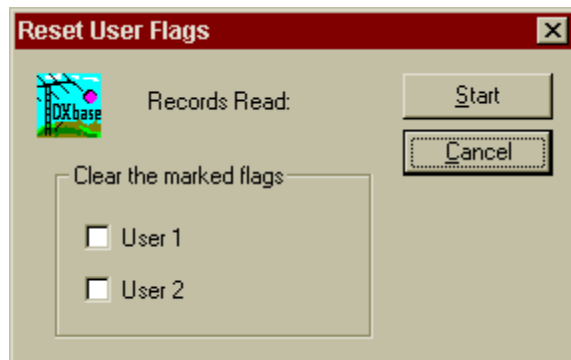 Reset User Flags
DXbase
Records Read:
Start
Cancel
Clear the marked flags
User 1
User 2